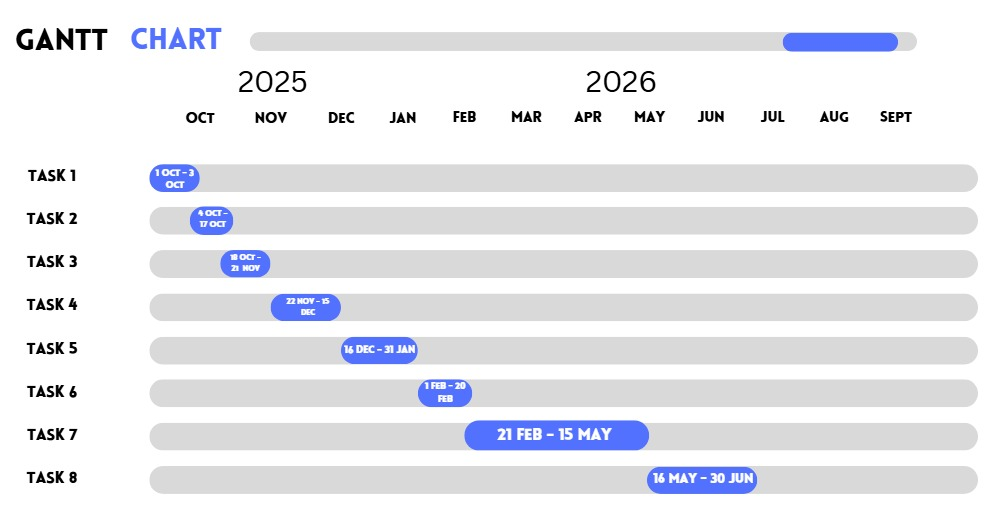 GANTT CHART
2025 2026
OCT NOV DEC JAN FEB MAR APR MAY JUN JUL AUG SEPT
TASK 1
1 OCT - 3
OCT
TASK 2
4 OCT -
17 OCT
TASK 3
18 OCT -
21 NOV
TASK 4
22 NOV - 15
DEC
TASK 5
16 DEC - 31 JAN
TASK 6
1 FEB - 20
FEB
TASK 7
21 FEB - 15 MAY
TASK 8
16 MAY - 30 JUN